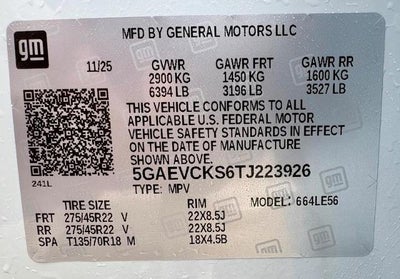 gm
MFD BY GENERAL MOTORS LLC
11/25 GVWR GAWR FRT GAWR RR
2900 KG 1450 KG 1600 KG
6394 LB 3196 LB 3527 LB
THIS VEHICLE CONFORMS TO ALL
APPLICABLE U.S. FEDERAL MOTOR
VEHICLE SAFETY STANDARDS IN EFFECT
ON THE DATE OF MANUFACTURE
SHOWN ABOVE.
5GAEVCKS6TJ223926
241L TYPE: MPV
TIRE SIZE RIM MODEL: 664LE56
FRT 275/45R22 V 22X8.5J
RR 275/45R22 V 22X8.5J
SPA T135/70R18 M 18X4.5B